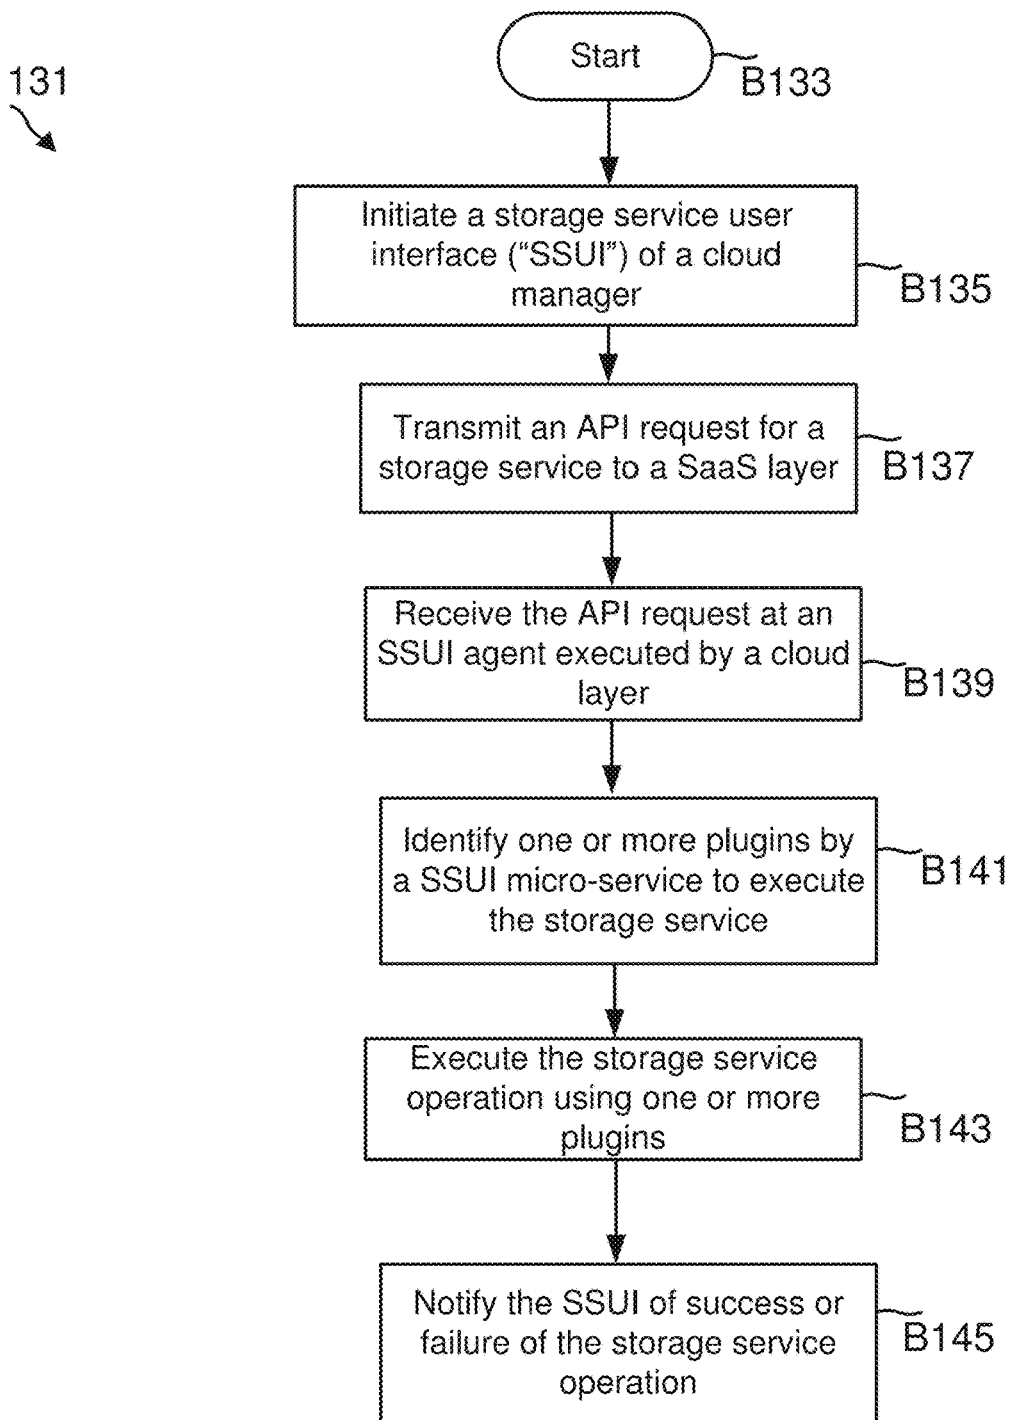 131
Start
B133
Initiate a storage service user
interface (“SSUI”) of a cloud
manager
B135
Transmit an API request for a
storage service to a SaaS layer
B137
Receive the API request at an
SSUI agent executed by a cloud
layer
B139
Identify one or more plugins by
a SSUI micro-service to execute
the storage service
B141
Execute the storage service
operation using one or more
plugins
B143
Notify the SSUI of success or
failure of the storage service
operation
B145